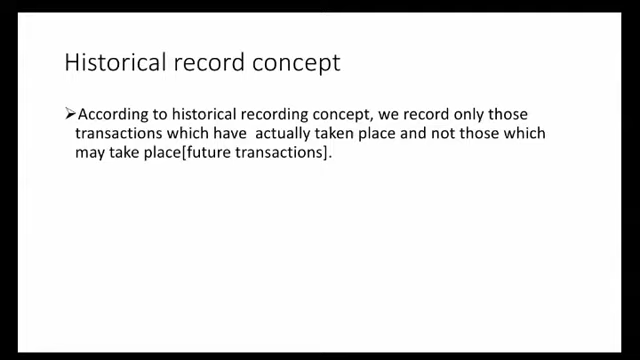 Historical record concept
➢According to historical recording concept, we record only those
transactions which have actually taken place and not those which
may take place[future transactions].